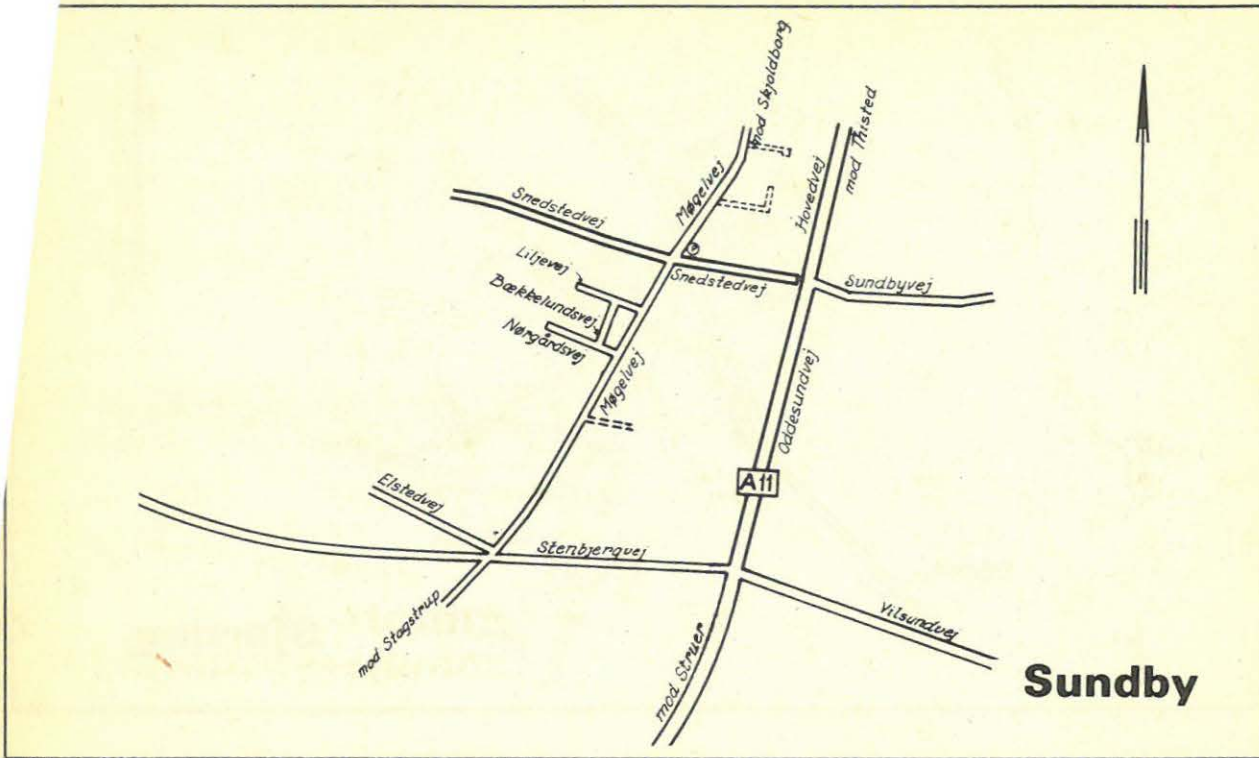 mod Skjoldborg
mod Thisted
Hovedvej
Møgelvej
Snedstedvej
Liljevej
Snedstedvej
Sundbyvej
Bækkelundsvej
Nørgårdsvej
Møgelvej
Oddesundvej
A11
Elstedvej
Stenbjergvej
mod Stagstrup
mod Struer
Vilsundvej
Sundby